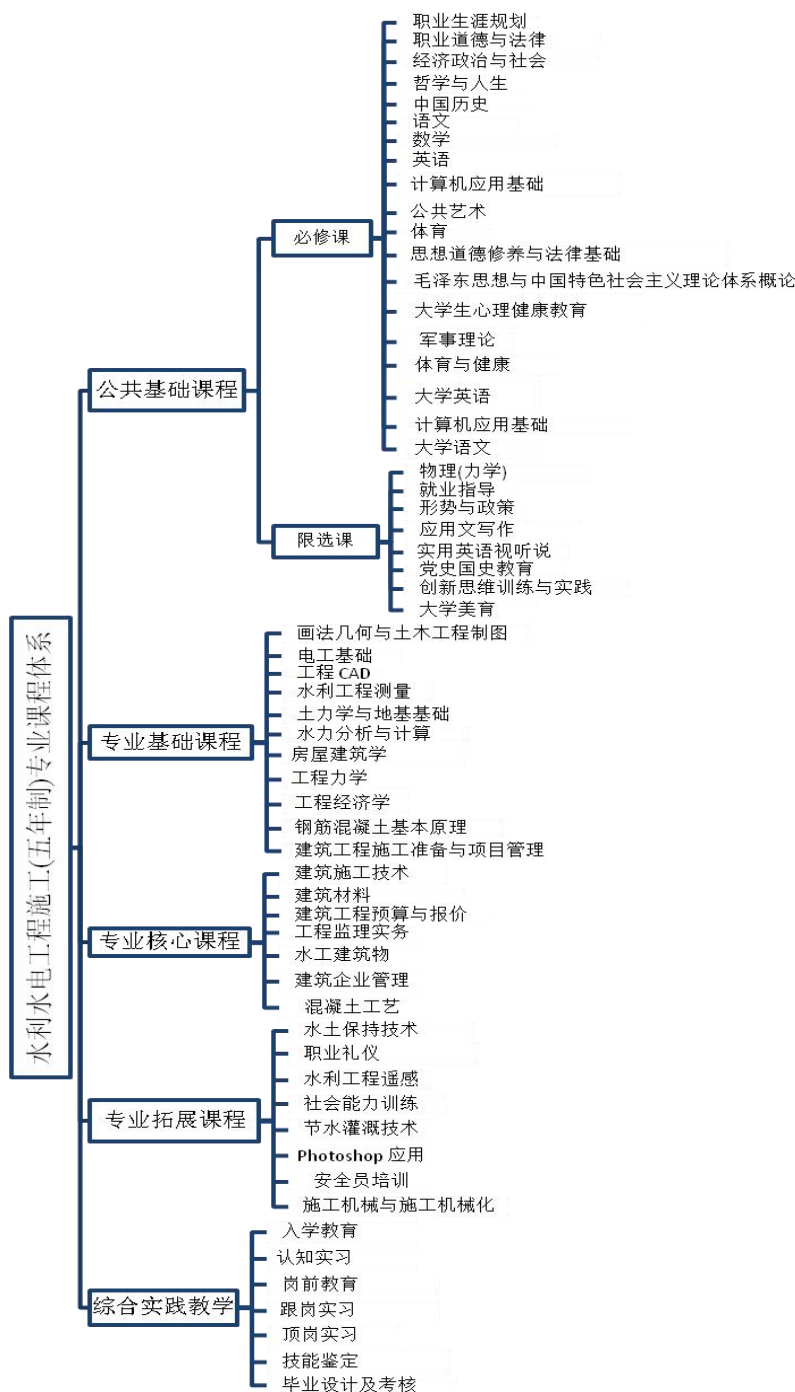 水利水电工程施工(五年制)专业课程体系
公共基础课程
必修课
职业生涯规划
职业道德与法律
经济政治与社会
哲学与人生
中国历史
语文
数学
英语
计算机应用基础
公共艺术
体育
思想道德修养与法律基础
毛泽东思想与中国特色社会主义理论体系概论
大学生心理健康教育
军事理论
体育与健康
大学英语
计算机应用基础
大学语文
限选课
物理(力学)
就业指导
形势与政策
应用文写作
实用英语视听说
党史国史教育
创新思维训练与实践
大学美育
专业基础课程
画法几何与土木工程制图
电工基础
工程 CAD
水利工程测量
土力学与地基基础
水力分析与计算
房屋建筑学
工程力学
工程经济学
钢筋混凝土基本原理
建筑工程施工准备与项目管理
专业核心课程
建筑施工技术
建筑材料
建筑工程预算与报价
工程监理实务
水工建筑物
建筑企业管理
混凝土工艺
专业拓展课程
水土保持技术
职业礼仪
水利工程遥感
社会能力训练
节水灌溉技术
Photoshop 应用
安全员培训
施工机械与施工机械化
综合实践教学
入学教育
认知实习
岗前教育
跟岗实习
顶岗实习
技能鉴定
毕业设计及考核